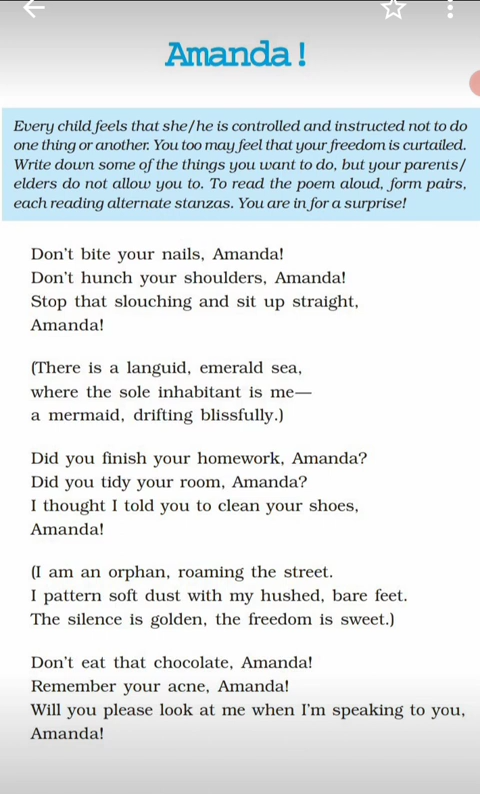 Amanda!
Every child feels that she/he is controlled and instructed not to do
one thing or another. You too may feel that your freedom is curtailed.
Write down some of the things you want to do, but your parents/
elders do not allow you to. To read the poem aloud, form pairs,
each reading alternate stanzas. You are in for a surprise!
Don't bite your nails, Amanda!
Don't hunch your shoulders, Amanda!
Stop that slouching and sit up straight,
Amanda!
(There is a languid, emerald sea,
where the sole inhabitant is me—
a mermaid, drifting blissfully.)
Did you finish your homework, Amanda?
Did you tidy your room, Amanda?
I thought I told you to clean your shoes,
Amanda!
(I am an orphan, roaming the street.
I pattern soft dust with my hushed, bare feet.
The silence is golden, the freedom is sweet.)
Don't eat that chocolate, Amanda!
Remember your acne, Amanda!
Will you please look at me when I'm speaking to you,
Amanda!